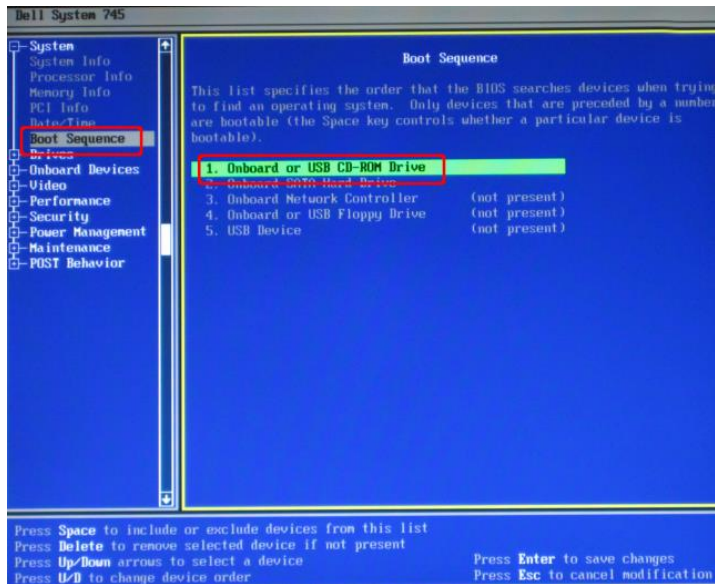 Dell System 745
System
System Info
Processor Info
Memory Info
PCI Info
Date/Time
Boot Sequence
Drives
Onboard Devices
Video
Performance
Security
Power Management
Maintenance
POST Behavior
Boot Sequence
This list specifies the order that the BIOS searches devices when trying
to find an operating system. Only devices that are preceded by a number
are bootable (the Space key controls whether a particular device is
bootable).
1. Onboard or USB CD-ROM Drive
2. Onboard SATA Hard Drive
3. Onboard Network Controller (not present)
4. Onboard or USB Floppy Drive (not present)
5. USB Device (not present)
Press Space to include or exclude devices from this list
Press Delete to remove selected device if not present
Press Up/Down arrows to select a device
Press U/D to change device order
Press Enter to save changes
Press Esc to cancel modification